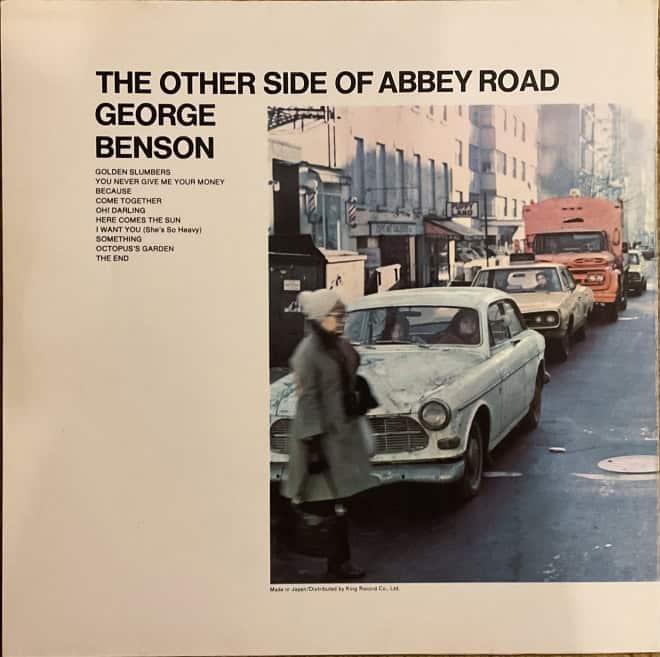 THE OTHER SIDE OF ABBEY ROAD
GEORGE
BENSON
GOLDEN SLUMBERS
YOU NEVER GIVE ME YOUR MONEY
BECAUSE
COME TOGETHER
OH! DARLING
HERE COMES THE SUN
I WANT YOU (She's So Heavy)
SOMETHING
OCTOPUS'S GARDEN
THE END
LAND
Made in Japan/Distributed by King Record Co., Ltd.